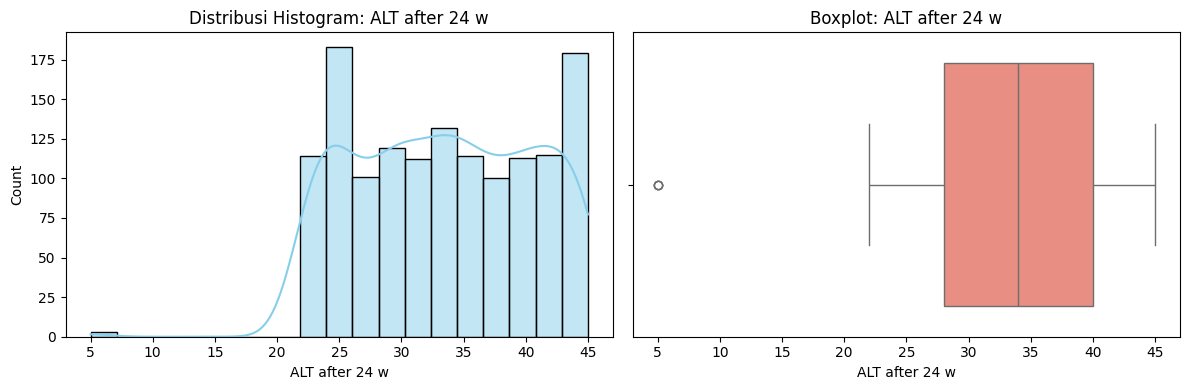 Distribusi Histogram: ALT after 24 w
175
150
125
100
75
50
25
0
Count
5 10 15 20 25 30 35 40 45
ALT after 24 w
Boxplot: ALT after 24 w
5 10 15 20 25 30 35 40 45
ALT after 24 w